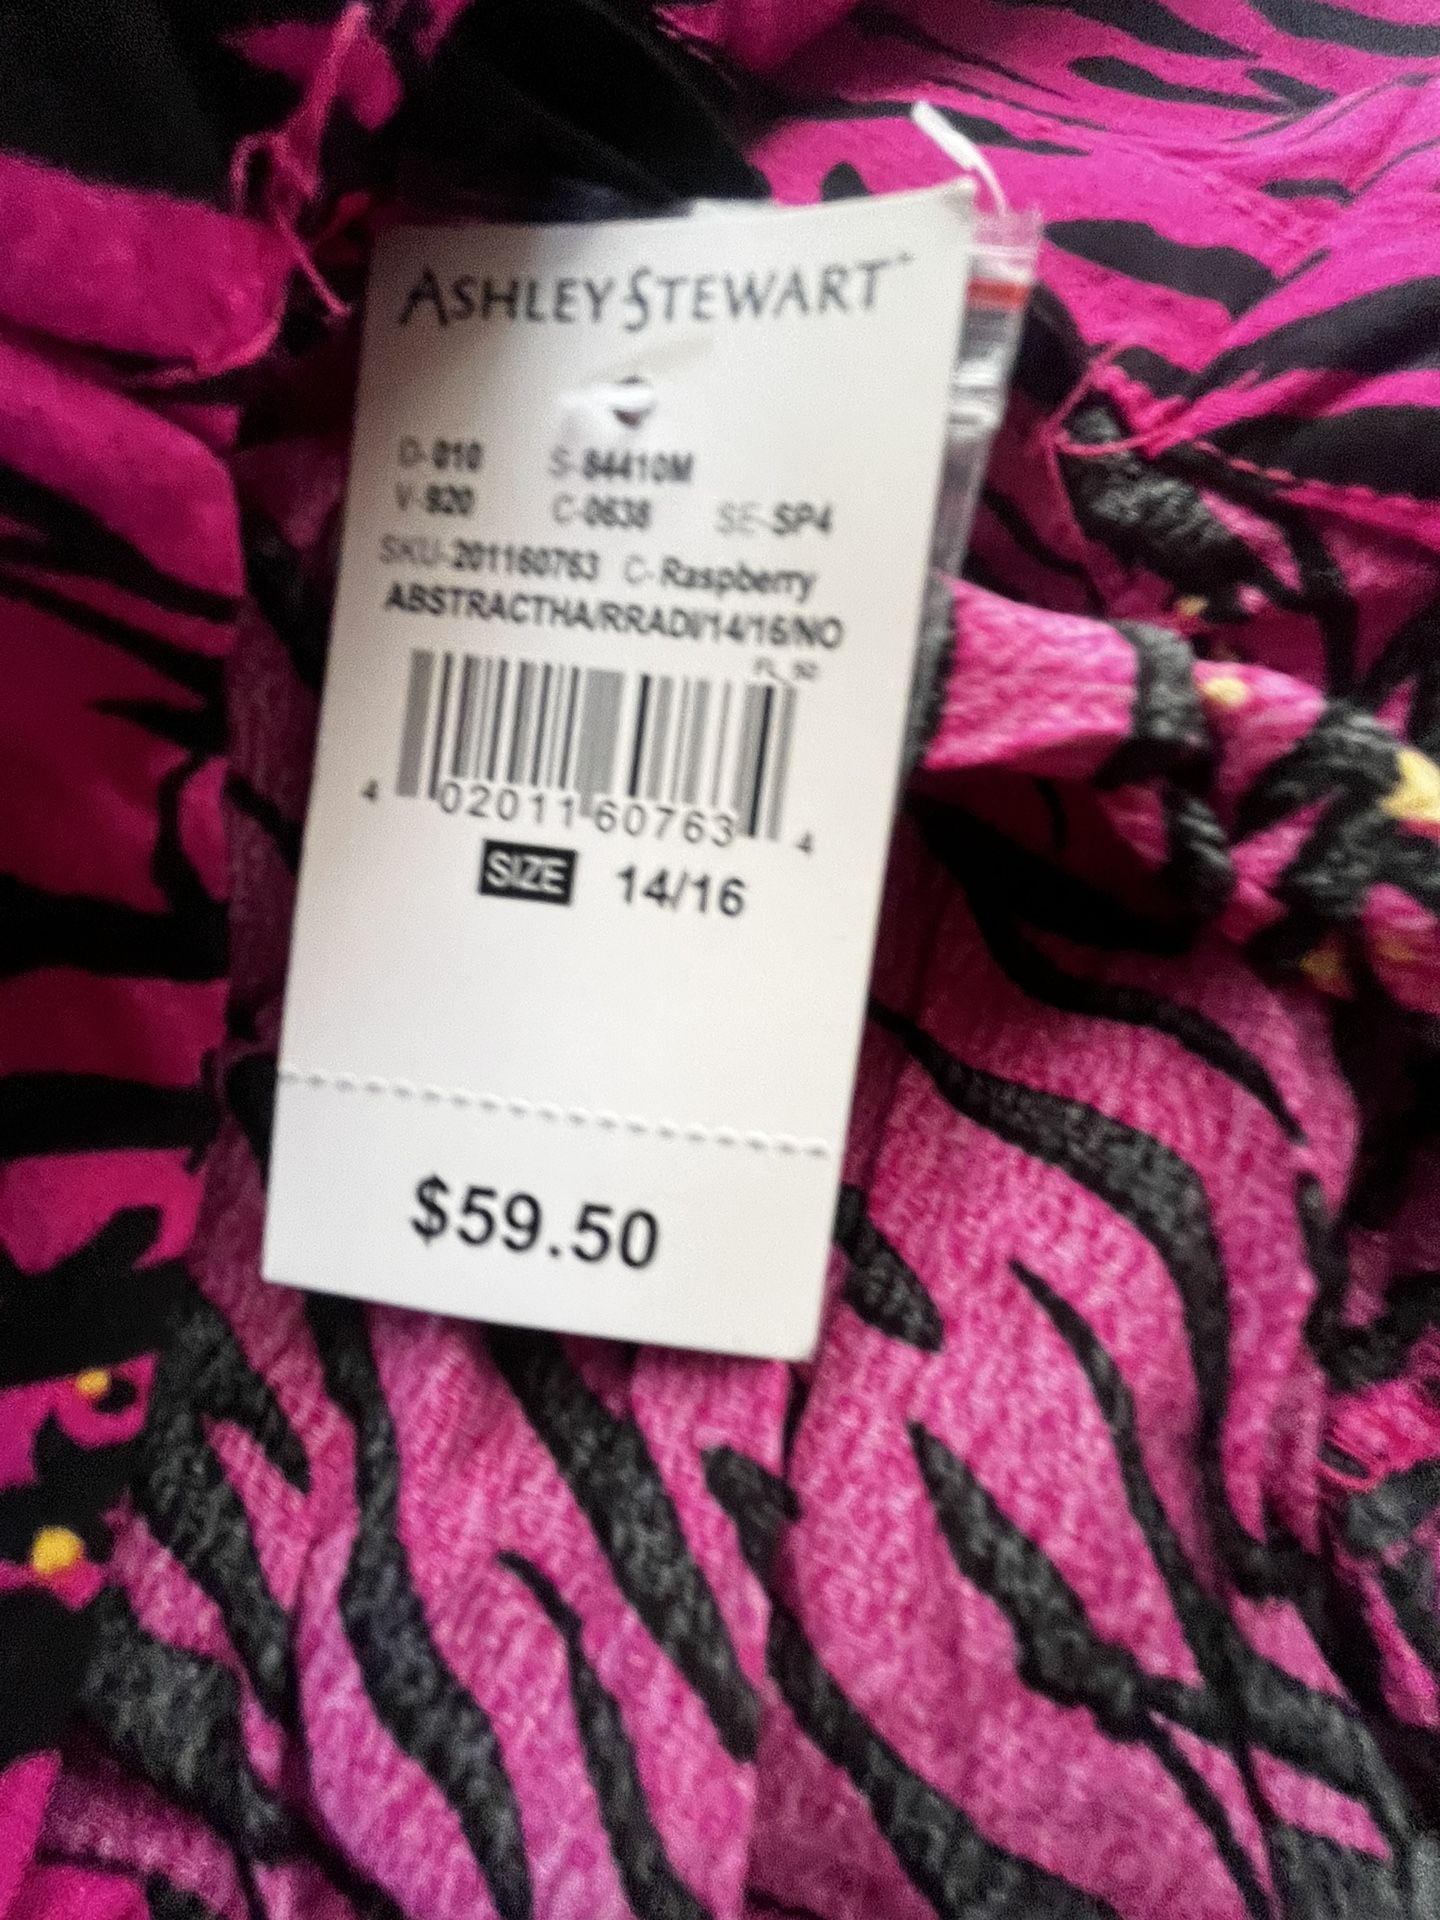 ASHLEY STEWART
D-010 S-84410M
V-920 C-0638 SE-SP4
SKU-201160763 C-Raspberry
ABSTRACTHA/RRADI/14/16/NO
4 02011 60763 4
SIZE 14/16
$59.50